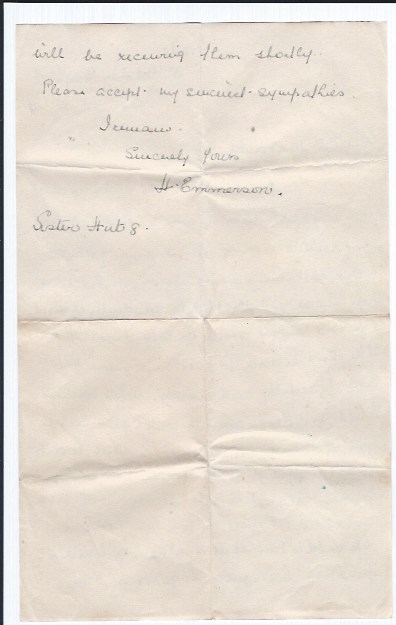 will be receiving them shortly.
Please accept my sincerest sympathies.
I remain.
Sincerely Yours
H. Emmerson.
Sister Hut 8.